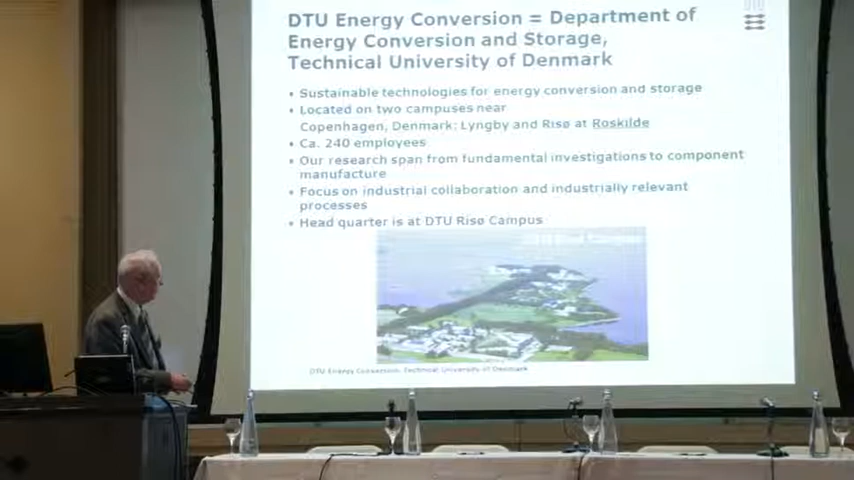 DTU Energy Conversion = Department of
Energy Conversion and Storage,
Technical University of Denmark
• Sustainable technologies for energy conversion and storage
• Located on two campuses near
Copenhagen, Denmark: Lyngby and Risø at Roskilde
• Ca. 240 employees
• Our research span from fundamental investigations to component
manufacture
• Focus on industrial collaboration and industrially relevant
processes
• Head quarter is at DTU Risø Campus
DTU Energy Conversion, Technical University of Denmark